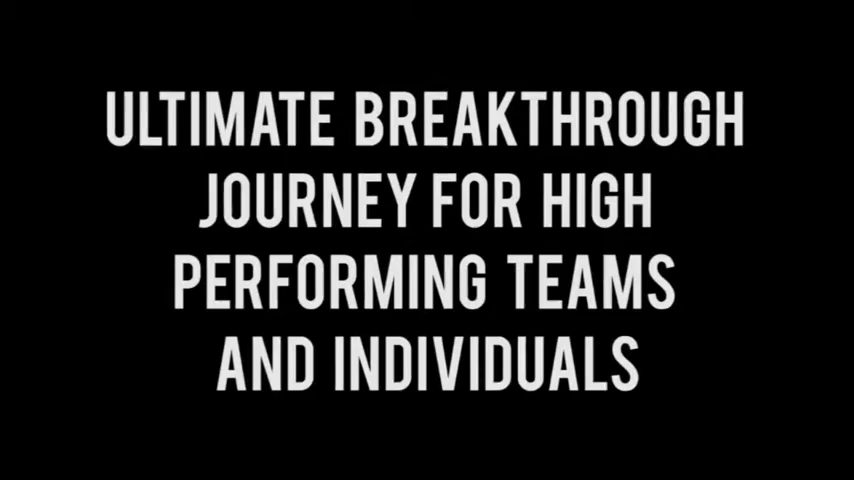 ULTIMATE BREAKTHROUGH
JOURNEY FOR HIGH
PERFORMING TEAMS
AND INDIVIDUALS